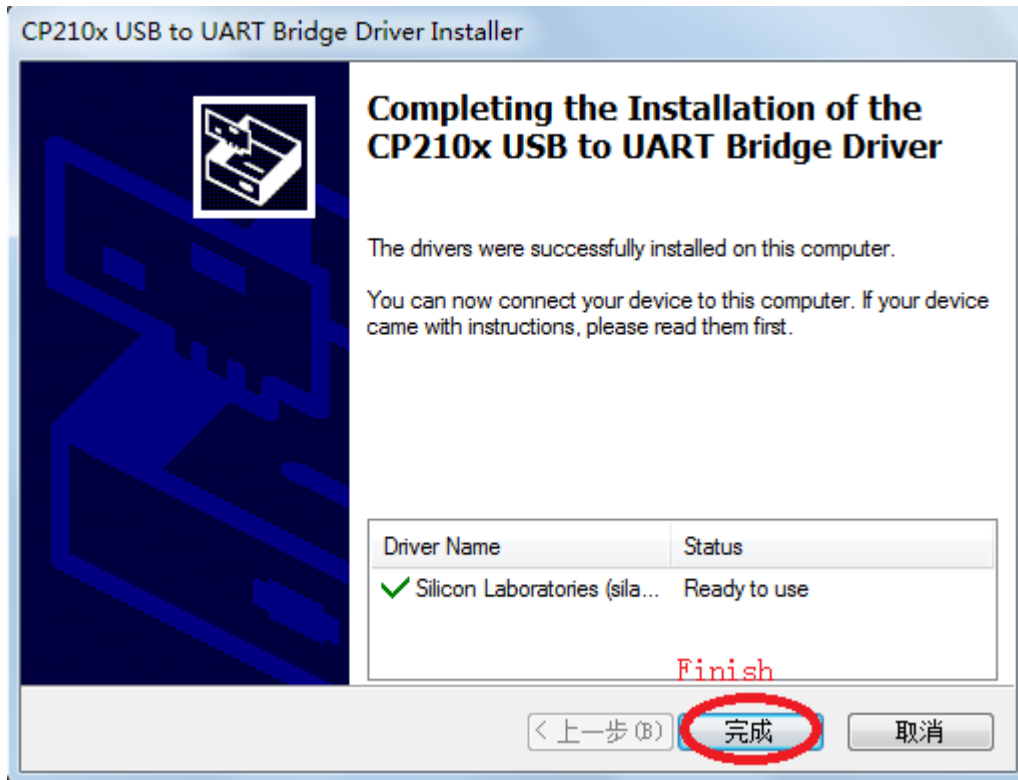 CP210x USB to UART Bridge Driver Installer
Completing the Installation of the
CP210x USB to UART Bridge Driver
The drivers were successfully installed on this computer.
You can now connect your device to this computer. If your device
came with instructions, please read them first.
Driver Name Status
Silicon Laboratories (sila... Ready to use
Finish
< 上一步(B) 完成 取消